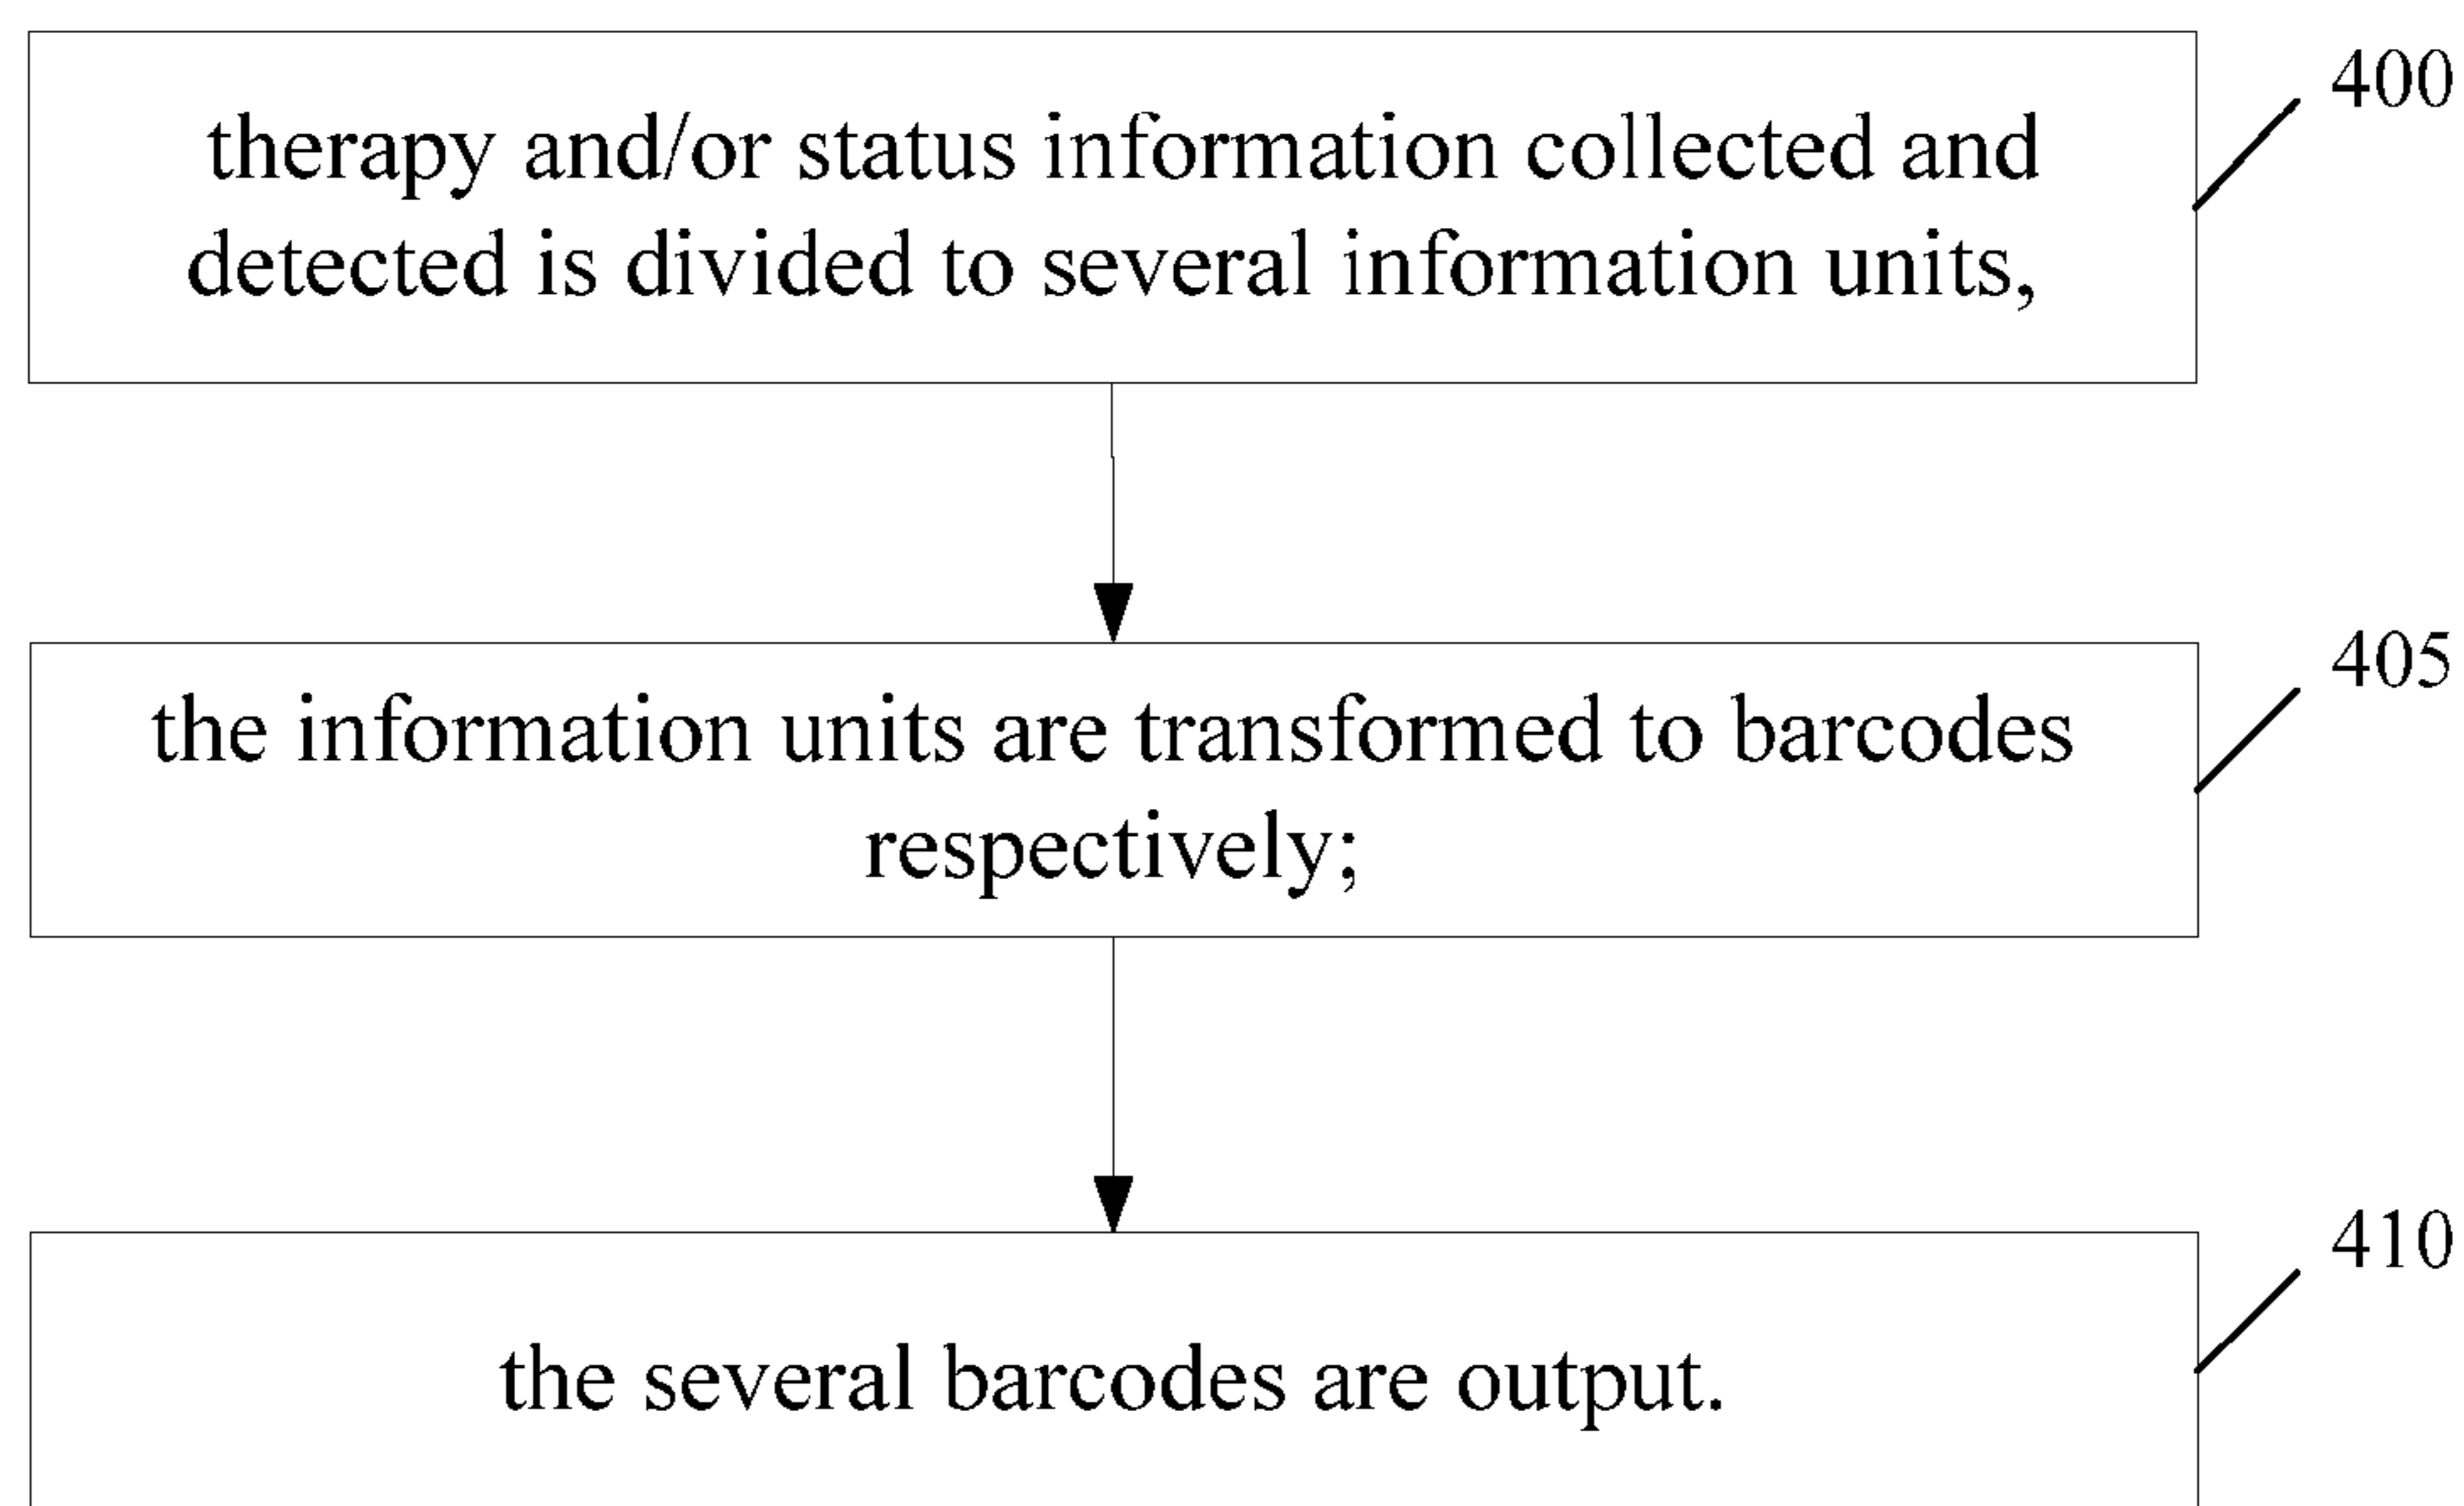 400
therapy and/or status information collected and
detected is divided to several information units,
405
the information units are transformed to barcodes
respectively;
410
the several barcodes are output.